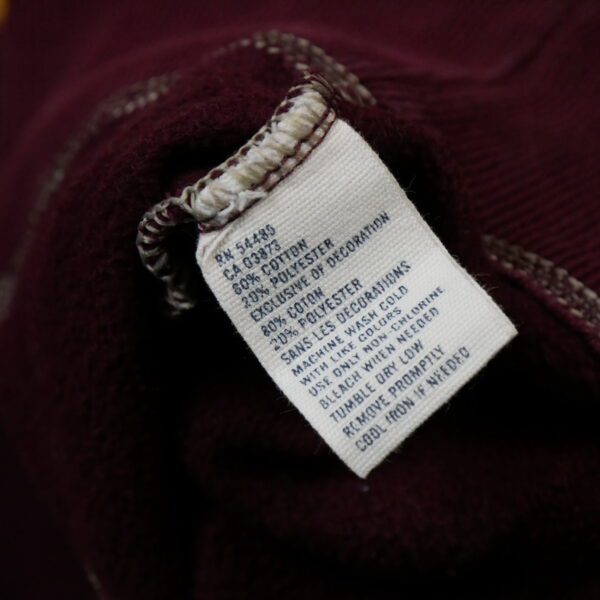 RN 54485
CA 03873
80% COTTON
20% POLYESTER
EXCLUSIVE OF DECORATION
80% COTON
20% POLYESTER
SANS LES DECORATIONS
MACHINE WASH COLD
WITH LIKE COLORS
USE ONLY NON-CHLORINE
BLEACH WHEN NEEDED
TUMBLE DRY LOW
REMOVE PROMPTLY
COOL IRON IF NEEDED